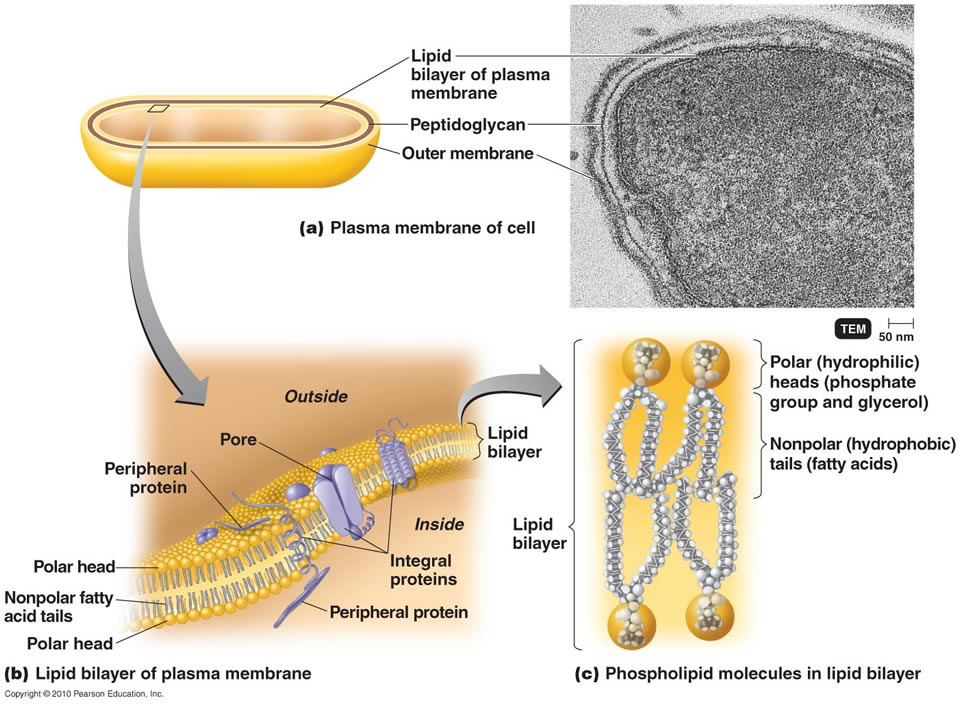 Lipid
bilayer of plasma
membrane
Peptidoglycan
Outer membrane
(a) Plasma membrane of cell
TEM
50 nm
Outside
Pore
Peripheral
protein
Lipid
bilayer
Inside
Integral
proteins
Polar head
Nonpolar fatty
acid tails
Peripheral protein
Polar head
(b) Lipid bilayer of plasma membrane
Polar (hydrophilic)
heads (phosphate
group and glycerol)
Nonpolar (hydrophobic)
tails (fatty acids)
Lipid
bilayer
(c) Phospholipid molecules in lipid bilayer
Copyright © 2010 Pearson Education, Inc.